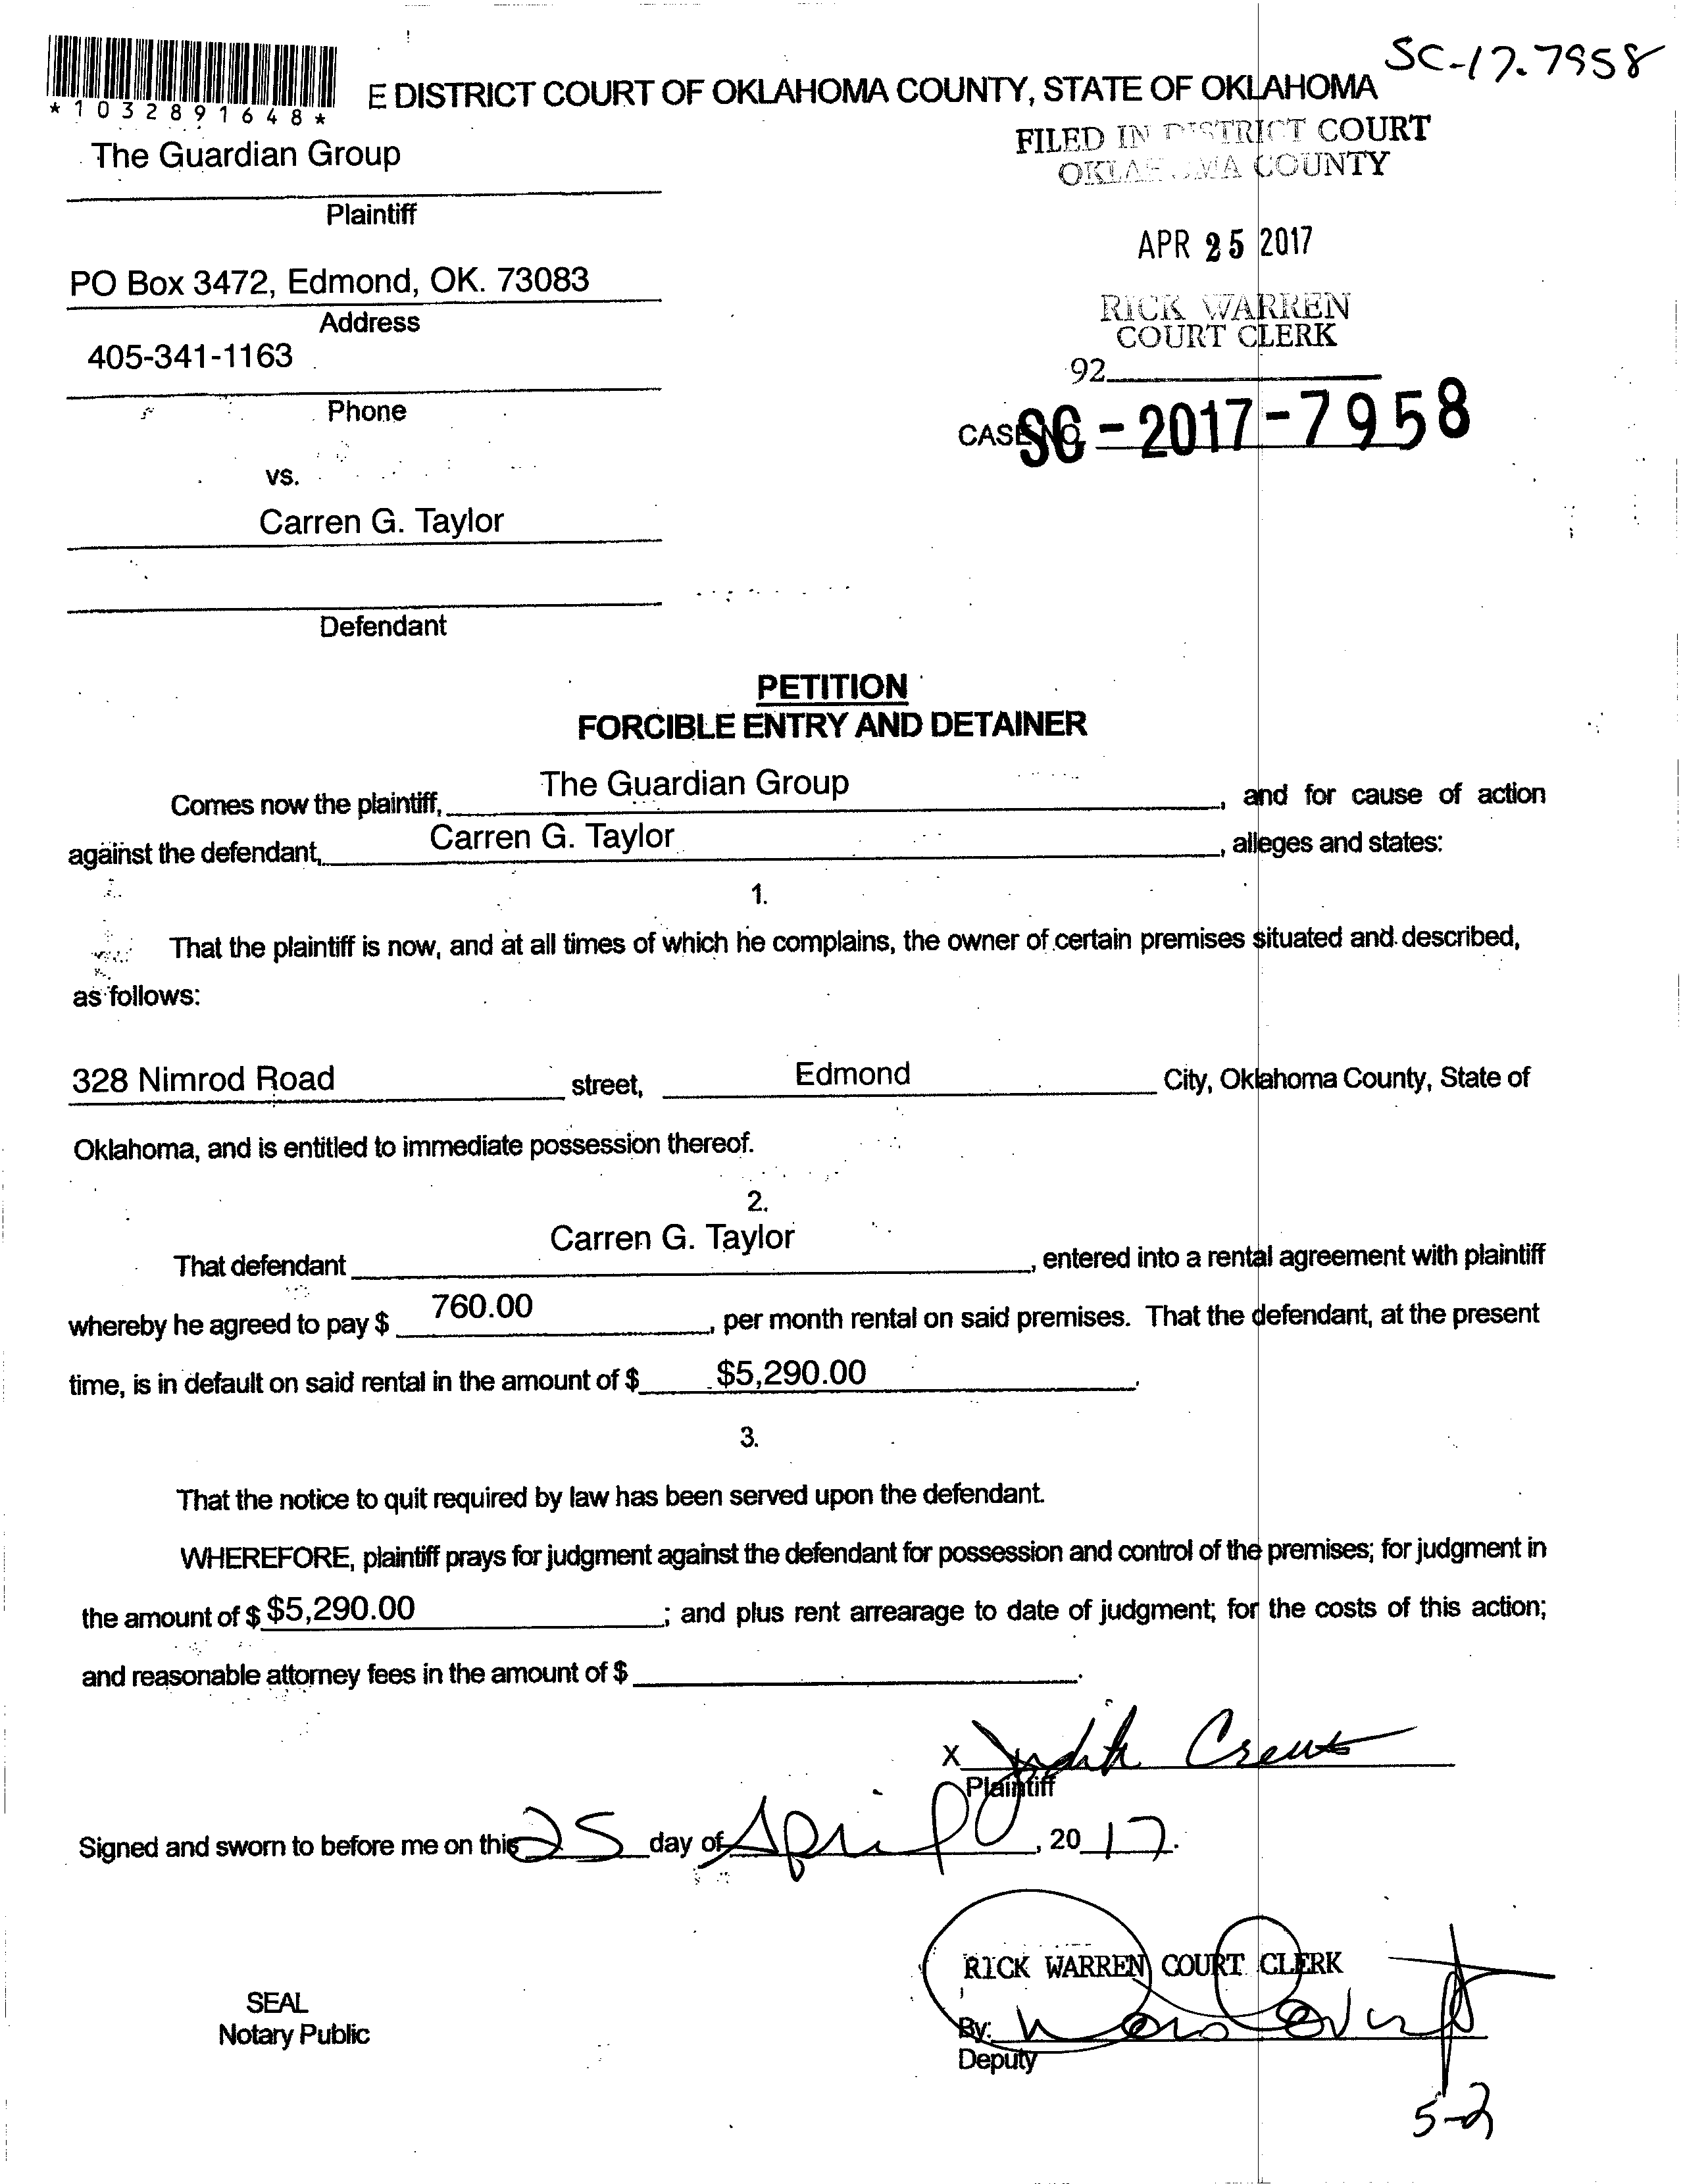 SC-17-7958
*1032891648*
E DISTRICT COURT OF OKLAHOMA COUNTY, STATE OF OKLAHOMA
FILED IN DISTRICT COURT
OKLAHOMA COUNTY
The Guardian Group
Plaintiff
APR 25 2017
PO Box 3472, Edmond, OK. 73083
Address
RICK WARREN
COURT CLERK
405-341-1163
92
Phone
CASE NO. SC-2017-7958
vs.
Carren G. Taylor
Defendant
PETITION
FORCIBLE ENTRY AND DETAINER
Comes now the plaintiff, The Guardian Group, and for cause of action
against the defendant, Carren G. Taylor, alleges and states:
1.
That the plaintiff is now, and at all times of which he complains, the owner of certain premises situated and described,
as follows:
328 Nimrod Road street, Edmond City, Oklahoma County, State of
Oklahoma, and is entitled to immediate possession thereof.
2.
That defendant Carren G. Taylor, entered into a rental agreement with plaintiff
whereby he agreed to pay $ 760.00, per month rental on said premises. That the defendant, at the present
time, is in default on said rental in the amount of $ $5,290.00.
3.
That the notice to quit required by law has been served upon the defendant.
WHEREFORE, plaintiff prays for judgment against the defendant for possession and control of the premises; for judgment in
the amount of $ $5,290.00; and plus rent arrearage to date of judgment; for the costs of this action;
and reasonable attorney fees in the amount of $ .
x Judith Crews
Plaintiff
Signed and sworn to before me on this 25 day of April, 2017.
RICK WARREN COURT CLERK
SEAL
Notary Public
By:
Deputy
5-2